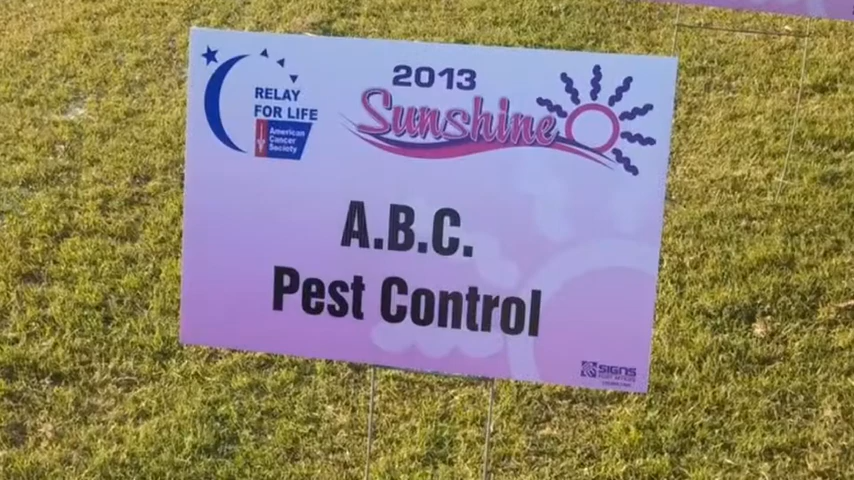 2013
Sunshine
RELAY
FOR LIFE
American
Cancer
Society
A.B.C.
Pest Control
SIGNS